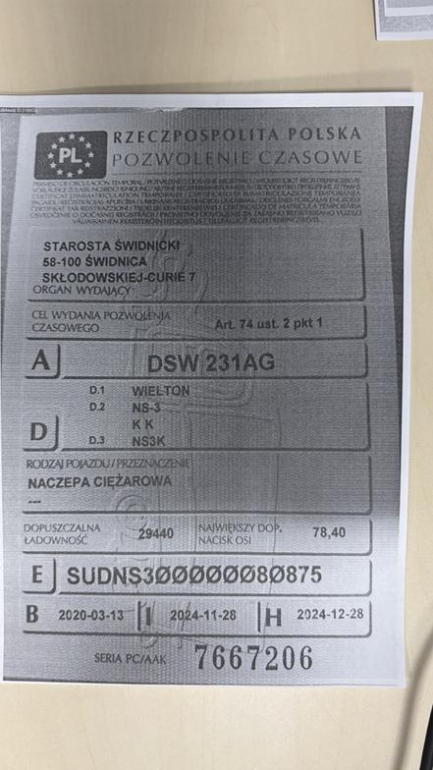 PL
RZECZPOSPOLITA POLSKA
POZWOLENIE CZASOWE
STAROSTA ŚWIDNICKI
58-100 ŚWIDNICA
SKŁODOWSKIEJ-CURIE 7
ORGAN WYDAJĄCY
CEL WYDANIA POZWOLENIA
CZASOWEGO
Art. 74 ust. 2 pkt 1
A DSW 231AG
D.1 WIELTON
D.2 NS-3
K K
D
D.3 NS3K
RODZAJ POJAZDU / PRZEZNACZENIE
NACZEPA CIĘŻAROWA
---
DOPUSZCZALNA ŁADOWNOŚĆ 29440 NAJWIĘKSZY DOP. NACISK OSI 78,40
E SUDNS3ØØØØØØ8Ø875
B 2020-03-13 I 2024-11-28 H 2024-12-28
SERIA PC/AAK 7667206